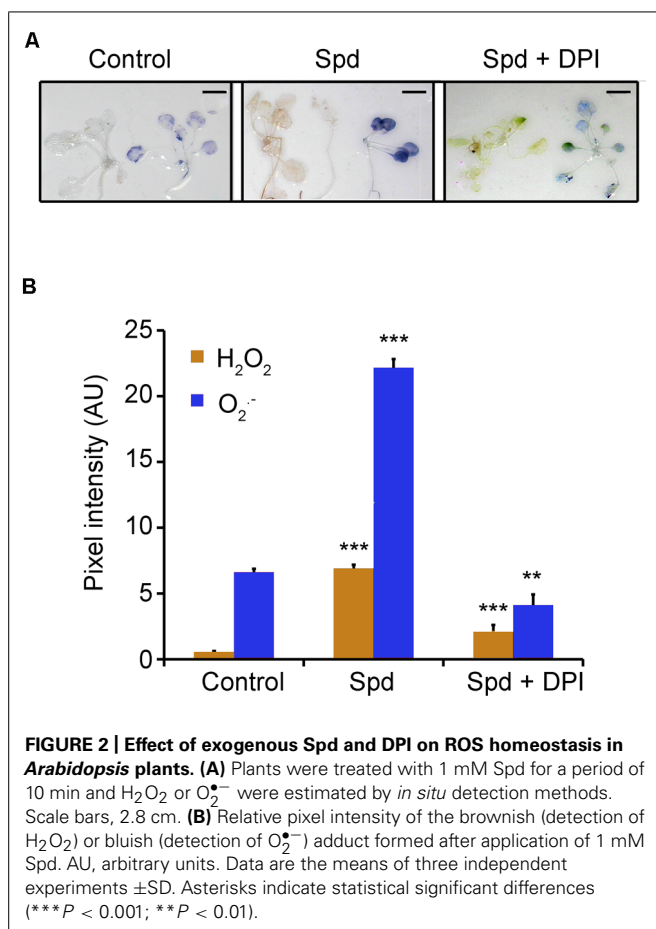 A
Control Spd Spd + DPI
B
25
20
15
10
5
0
Pixel intensity (AU)
H₂O₂
O₂·⁻
***
***
***
**
Control Spd Spd + DPI
FIGURE 2 | Effect of exogenous Spd and DPI on ROS homeostasis in
Arabidopsis plants. (A) Plants were treated with 1 mM Spd for a period of
10 min and H₂O₂ or O₂•⁻ were estimated by in situ detection methods.
Scale bars, 2.8 cm. (B) Relative pixel intensity of the brownish (detection of
H₂O₂) or bluish (detection of O₂•⁻) adduct formed after application of 1 mM
Spd. AU, arbitrary units. Data are the means of three independent
experiments ±SD. Asterisks indicate statistical significant differences
(***P < 0.001; **P < 0.01).